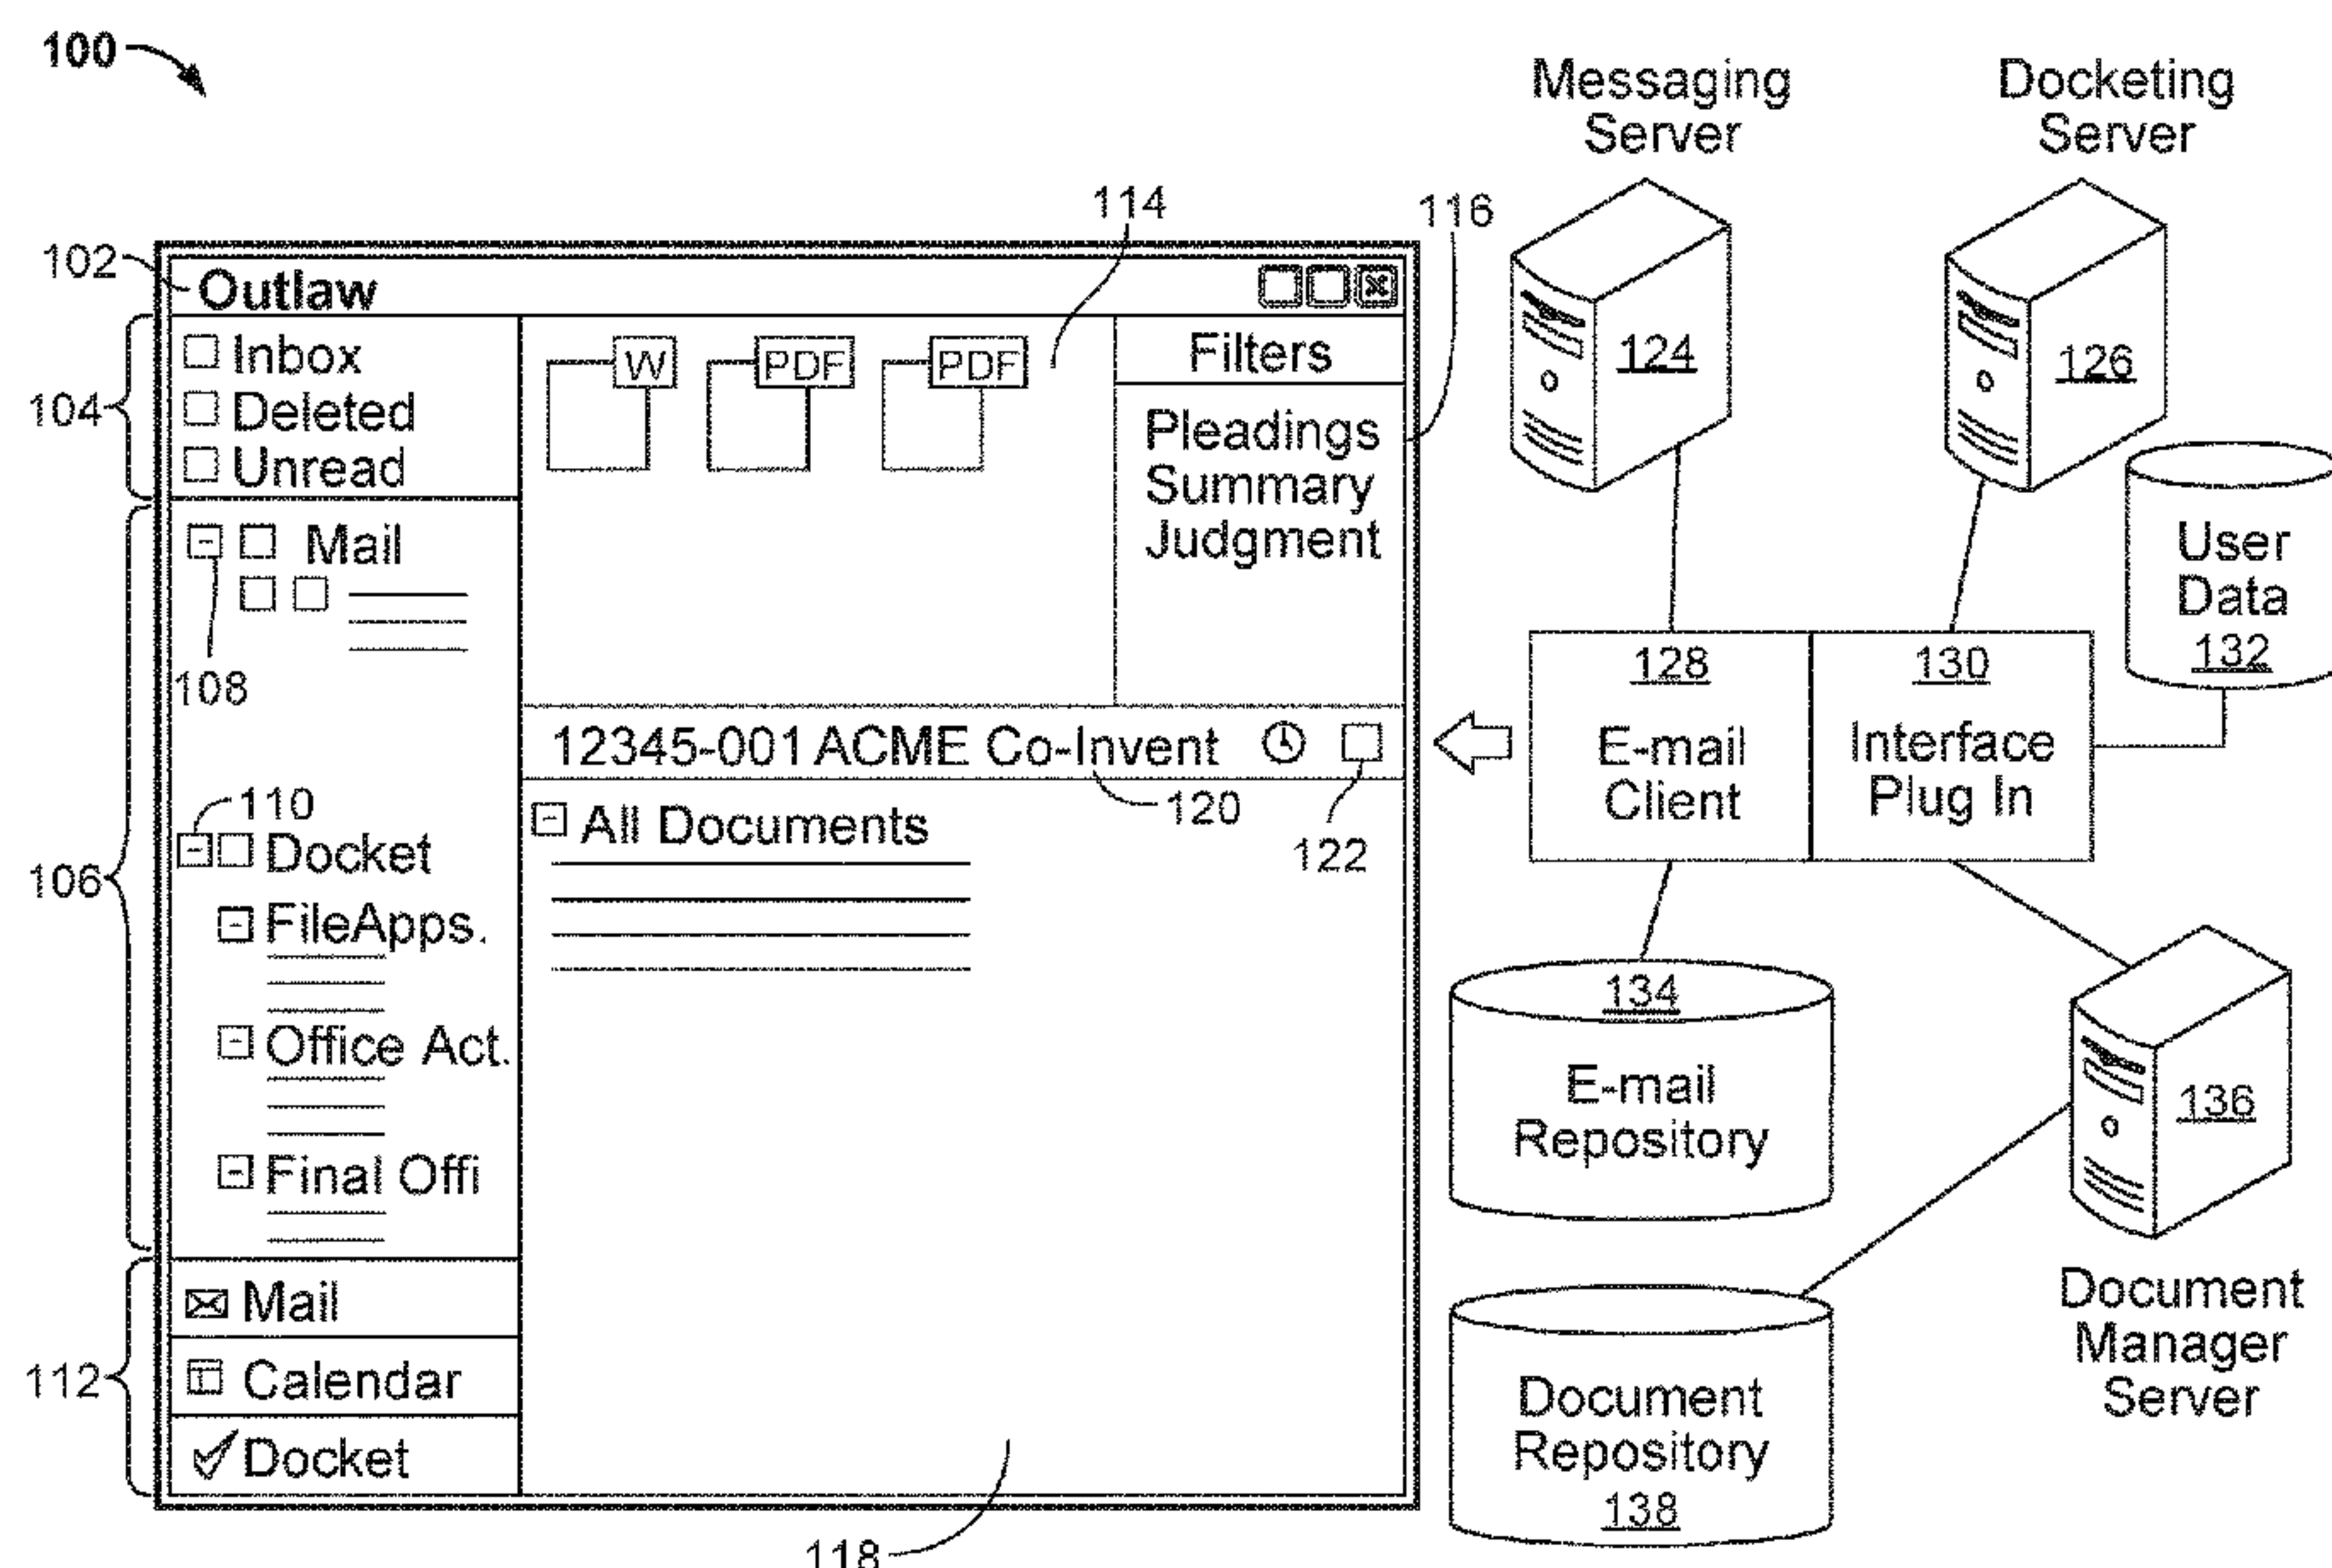 100
Messaging
Server
Docketing
Server
114
116
102
Outlaw
104
Inbox
Deleted
Unread
W
PDF
PDF
Filters
Pleadings
Summary
Judgment
124
126
User
Data
132
106
Mail
108
128
E-mail
Client
130
Interface
Plug In
12345-001 ACME Co-Invent
120
122
110
Docket
FileApps.
Office Act.
Final Offi
All Documents
134
E-mail
Repository
136
Document
Manager
Server
112
Mail
Calendar
Docket
Document
Repository
138
118